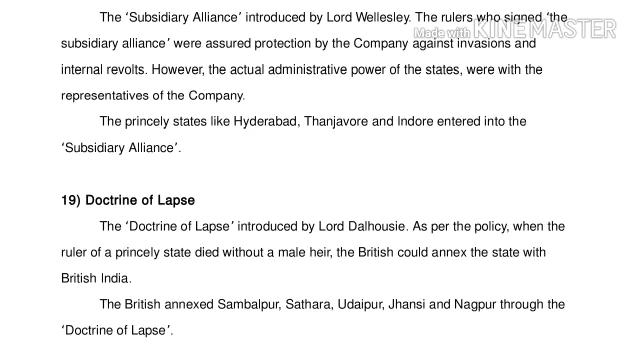 The ‘Subsidiary Alliance’ introduced by Lord Wellesley. The rulers who signed ‘the
Made with KINEMASTER
subsidiary alliance’ were assured protection by the Company against invasions and
internal revolts. However, the actual administrative power of the states, were with the
representatives of the Company.
The princely states like Hyderabad, Thanjavore and Indore entered into the
‘Subsidiary Alliance’.
19) Doctrine of Lapse
The ‘Doctrine of Lapse’ introduced by Lord Dalhousie. As per the policy, when the
ruler of a princely state died without a male heir, the British could annex the state with
British India.
The British annexed Sambalpur, Sathara, Udaipur, Jhansi and Nagpur through the
‘Doctrine of Lapse’.